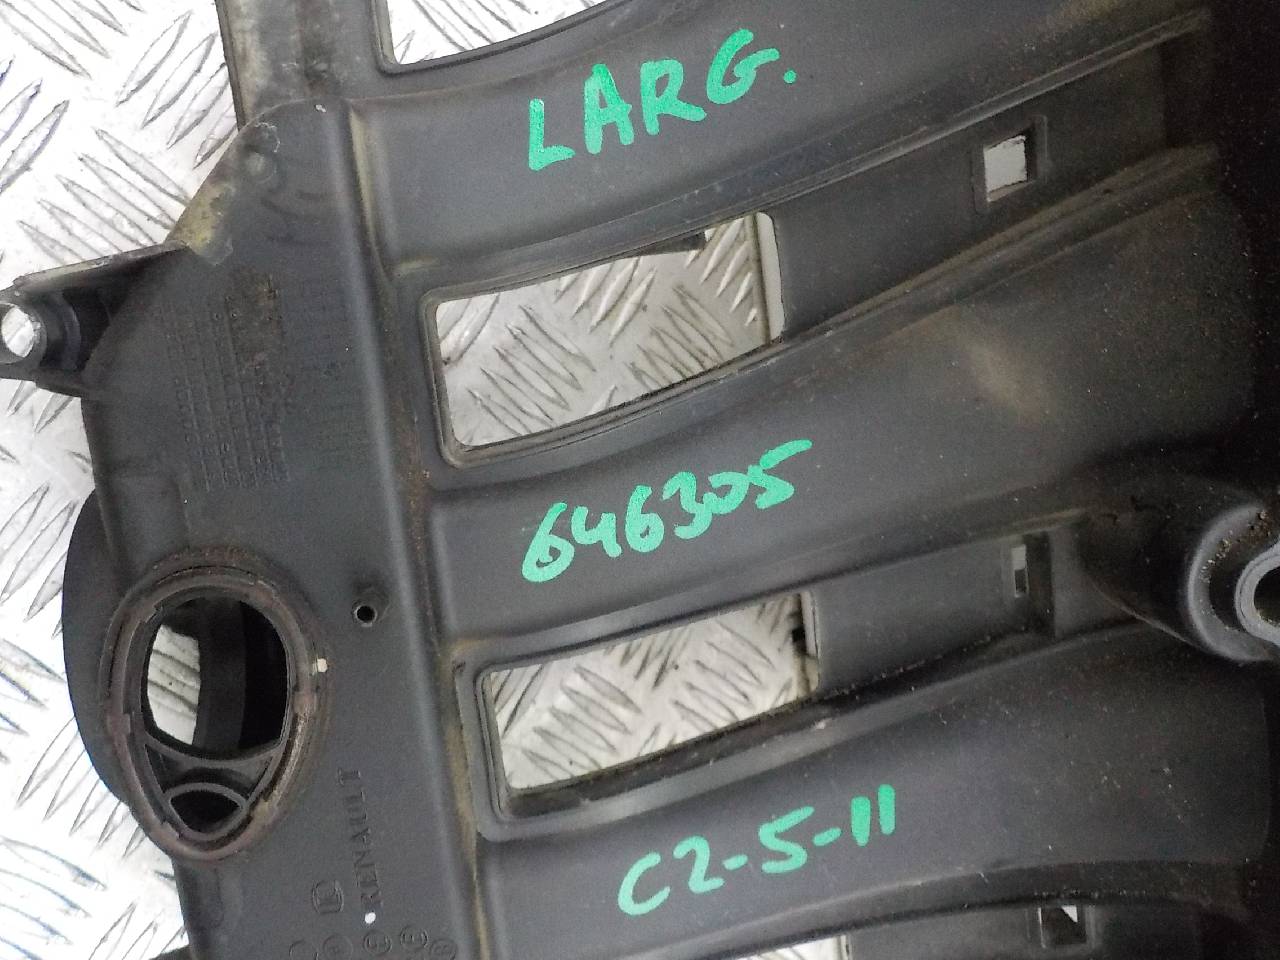 LARG.
646305
C2-5-11
RENAULT